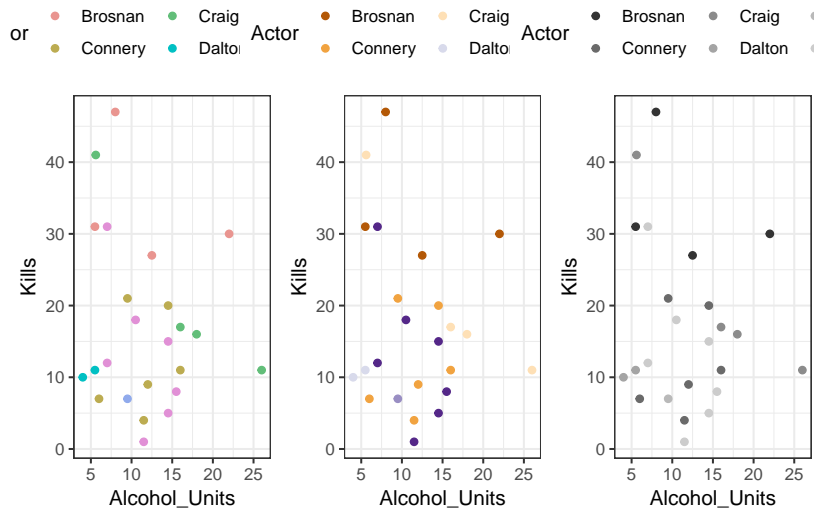 or Brosnan Craig
Connery Dalton
Actor Brosnan Craig
Connery Dalton
Actor Brosnan Craig
Connery Dalton
Kills
40
30
20
10
0
5 10 15 20 25
Alcohol_Units
Kills
40
30
20
10
0
5 10 15 20 25
Alcohol_Units
Kills
40
30
20
10
0
5 10 15 20 25
Alcohol_Units